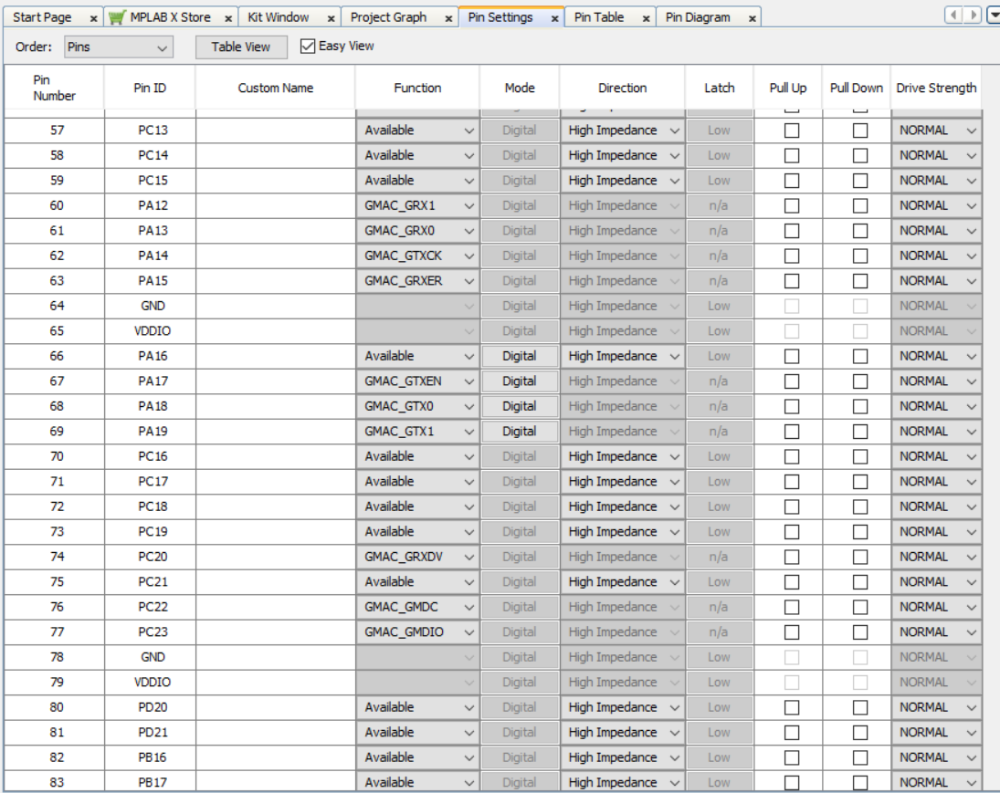 Start Page x MPLAB X Store x Kit Window x Project Graph x Pin Settings x Pin Table x Pin Diagram x
Order: Pins Table View Easy View
Pin Number Pin ID Custom Name Function Mode Direction Latch Pull Up Pull Down Drive Strength
57 PC13 Available Digital High Impedance Low NORMAL
58 PC14 Available Digital High Impedance Low NORMAL
59 PC15 Available Digital High Impedance Low NORMAL
60 PA12 GMAC_GRX1 Digital High Impedance n/a NORMAL
61 PA13 GMAC_GRX0 Digital High Impedance n/a NORMAL
62 PA14 GMAC_GTXCK Digital High Impedance n/a NORMAL
63 PA15 GMAC_GRXER Digital High Impedance n/a NORMAL
64 GND Digital High Impedance Low NORMAL
65 VDDIO Digital High Impedance Low NORMAL
66 PA16 Available Digital High Impedance Low NORMAL
67 PA17 GMAC_GTXEN Digital High Impedance n/a NORMAL
68 PA18 GMAC_GTX0 Digital High Impedance n/a NORMAL
69 PA19 GMAC_GTX1 Digital High Impedance n/a NORMAL
70 PC16 Available Digital High Impedance Low NORMAL
71 PC17 Available Digital High Impedance Low NORMAL
72 PC18 Available Digital High Impedance Low NORMAL
73 PC19 Available Digital High Impedance Low NORMAL
74 PC20 GMAC_GRXDV Digital High Impedance n/a NORMAL
75 PC21 Available Digital High Impedance Low NORMAL
76 PC22 GMAC_GMDC Digital High Impedance n/a NORMAL
77 PC23 GMAC_GMDIO Digital High Impedance n/a NORMAL
78 GND Digital High Impedance Low NORMAL
79 VDDIO Digital High Impedance Low NORMAL
80 PD20 Available Digital High Impedance Low NORMAL
81 PD21 Available Digital High Impedance Low NORMAL
82 PB16 Available Digital High Impedance Low NORMAL
83 PB17 Available Digital High Impedance Low NORMAL